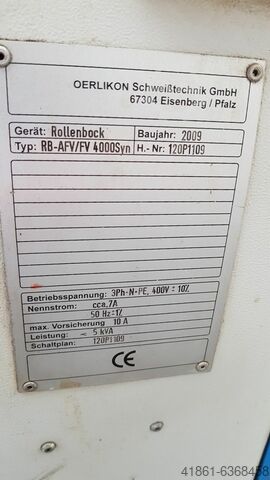 OERLIKON Schweißtechnik GmbH
67304 Eisenberg / Pfalz
Gerät: Rollenbock Baujahr: 2009
Typ: RB-AFV/FV 4000Syn H.- Nr: 120P1109
Betriebsspannung: 3Ph-N-PE, 400V ± 10%
Nennstrom: cca.7A
50 Hz±1%
max. Vorsicherung 10 A
Leistung: ~ 5 kVA
Schaltplan: 120P1109
CE
41861-6368458